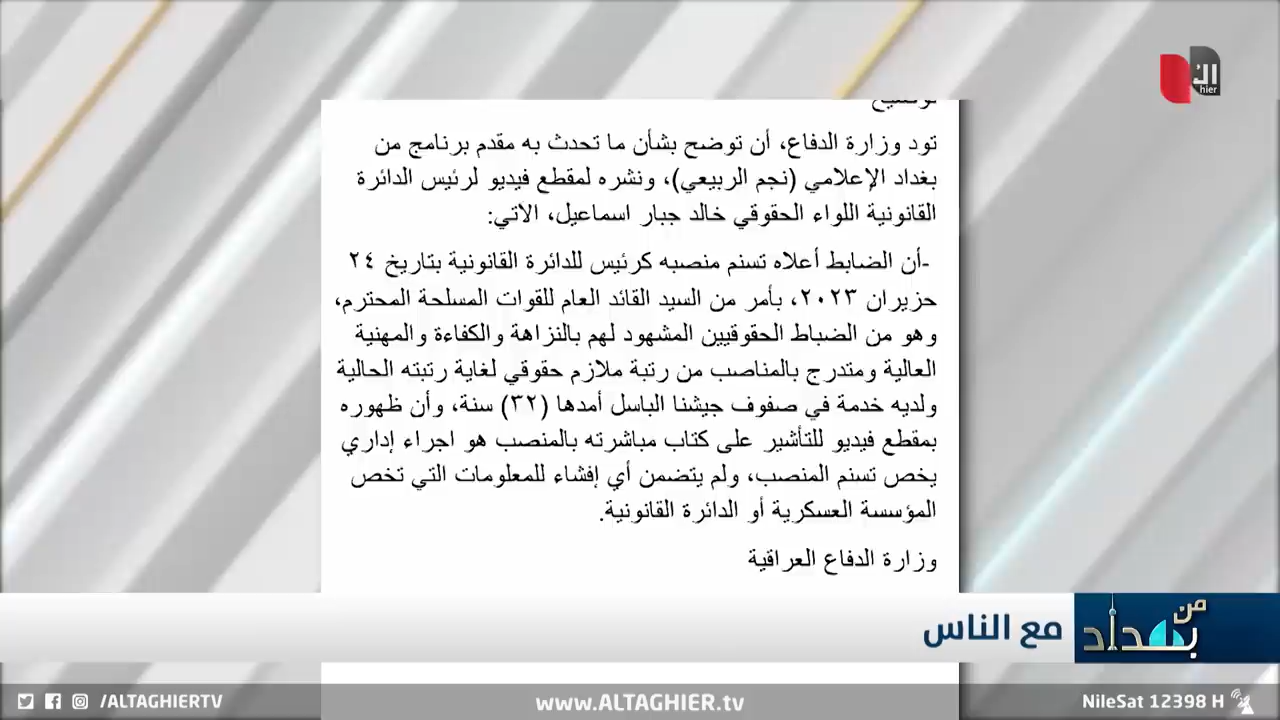 hier
توضيح
تود وزارة الدفاع، أن توضح بشأن ما تحدث به مقدم برنامج من
بغداد الإعلامي (نجم الربيعي)، ونشره لمقطع فيديو لرئيس الدائرة
القانونية اللواء الحقوقي خالد جبار اسماعيل، الاتي:
-أن الضابط أعلاه تسنم منصبه كرئيس للدائرة القانونية بتاريخ ٢٤
حزيران ٢٠٢٣، بأمر من السيد القائد العام للقوات المسلحة المحترم،
وهو من الضباط الحقوقيين المشهود لهم بالنزاهة والكفاءة والمهنية
العالية ومتدرج بالمناصب من رتبة ملازم حقوقي لغاية رتبته الحالية
ولديه خدمة في صفوف جيشنا الباسل أمدها (٣٢) سنة، وأن ظهوره
بمقطع فيديو للتأشير على كتاب مباشرته بالمنصب هو اجراء إداري
يخص تسنم المنصب، ولم يتضمن أي إفشاء للمعلومات التي تخص
المؤسسة العسكرية أو الدائرة القانونية.
وزارة الدفاع العراقية
من بغداد
مع الناس
/ALTAGHIERTV
www.ALTAGHIER.tv
NileSat 12398 H